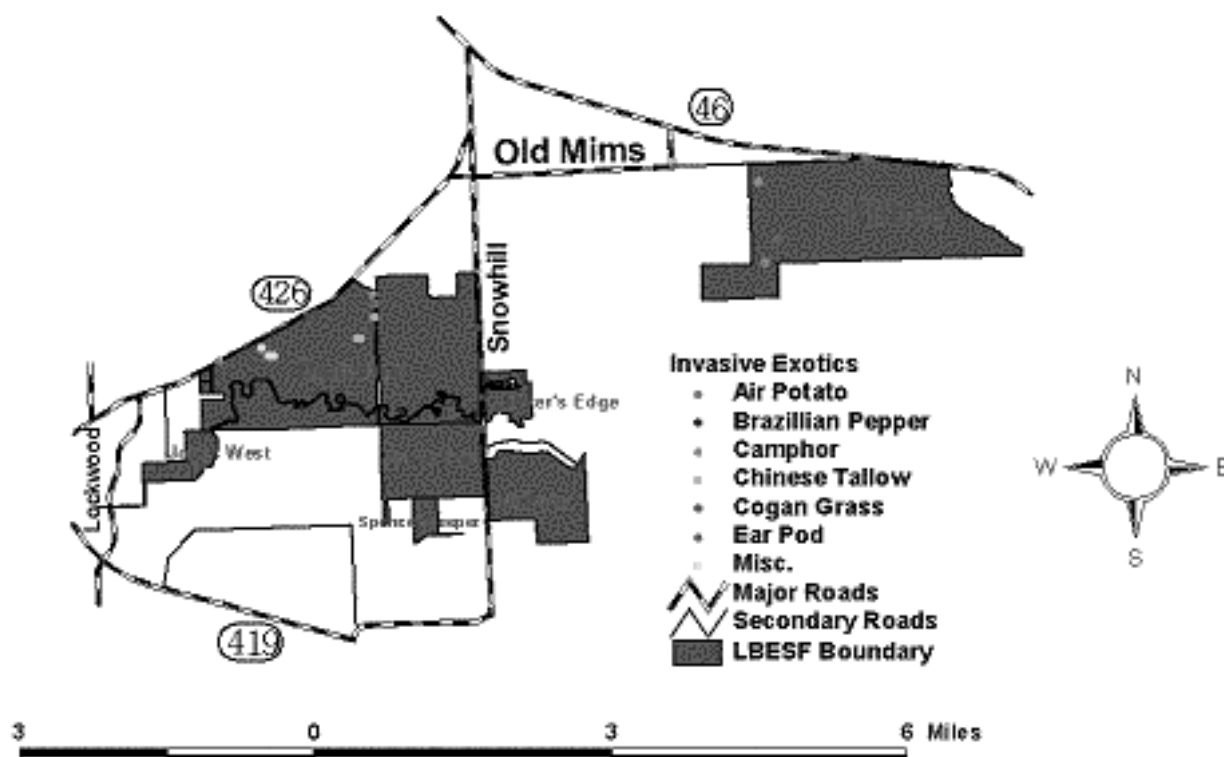 46
Old Mims
Snowhill
426
Invasive Exotics
Air Potato
Brazillian Pepper
Camphor
Chinese Tallow
Cogan Grass
Ear Pod
Misc.
Major Roads
Secondary Roads
LBESF Boundary
Edge
West
Lockwood
419
N
W E
S
3 0 3 6 Miles